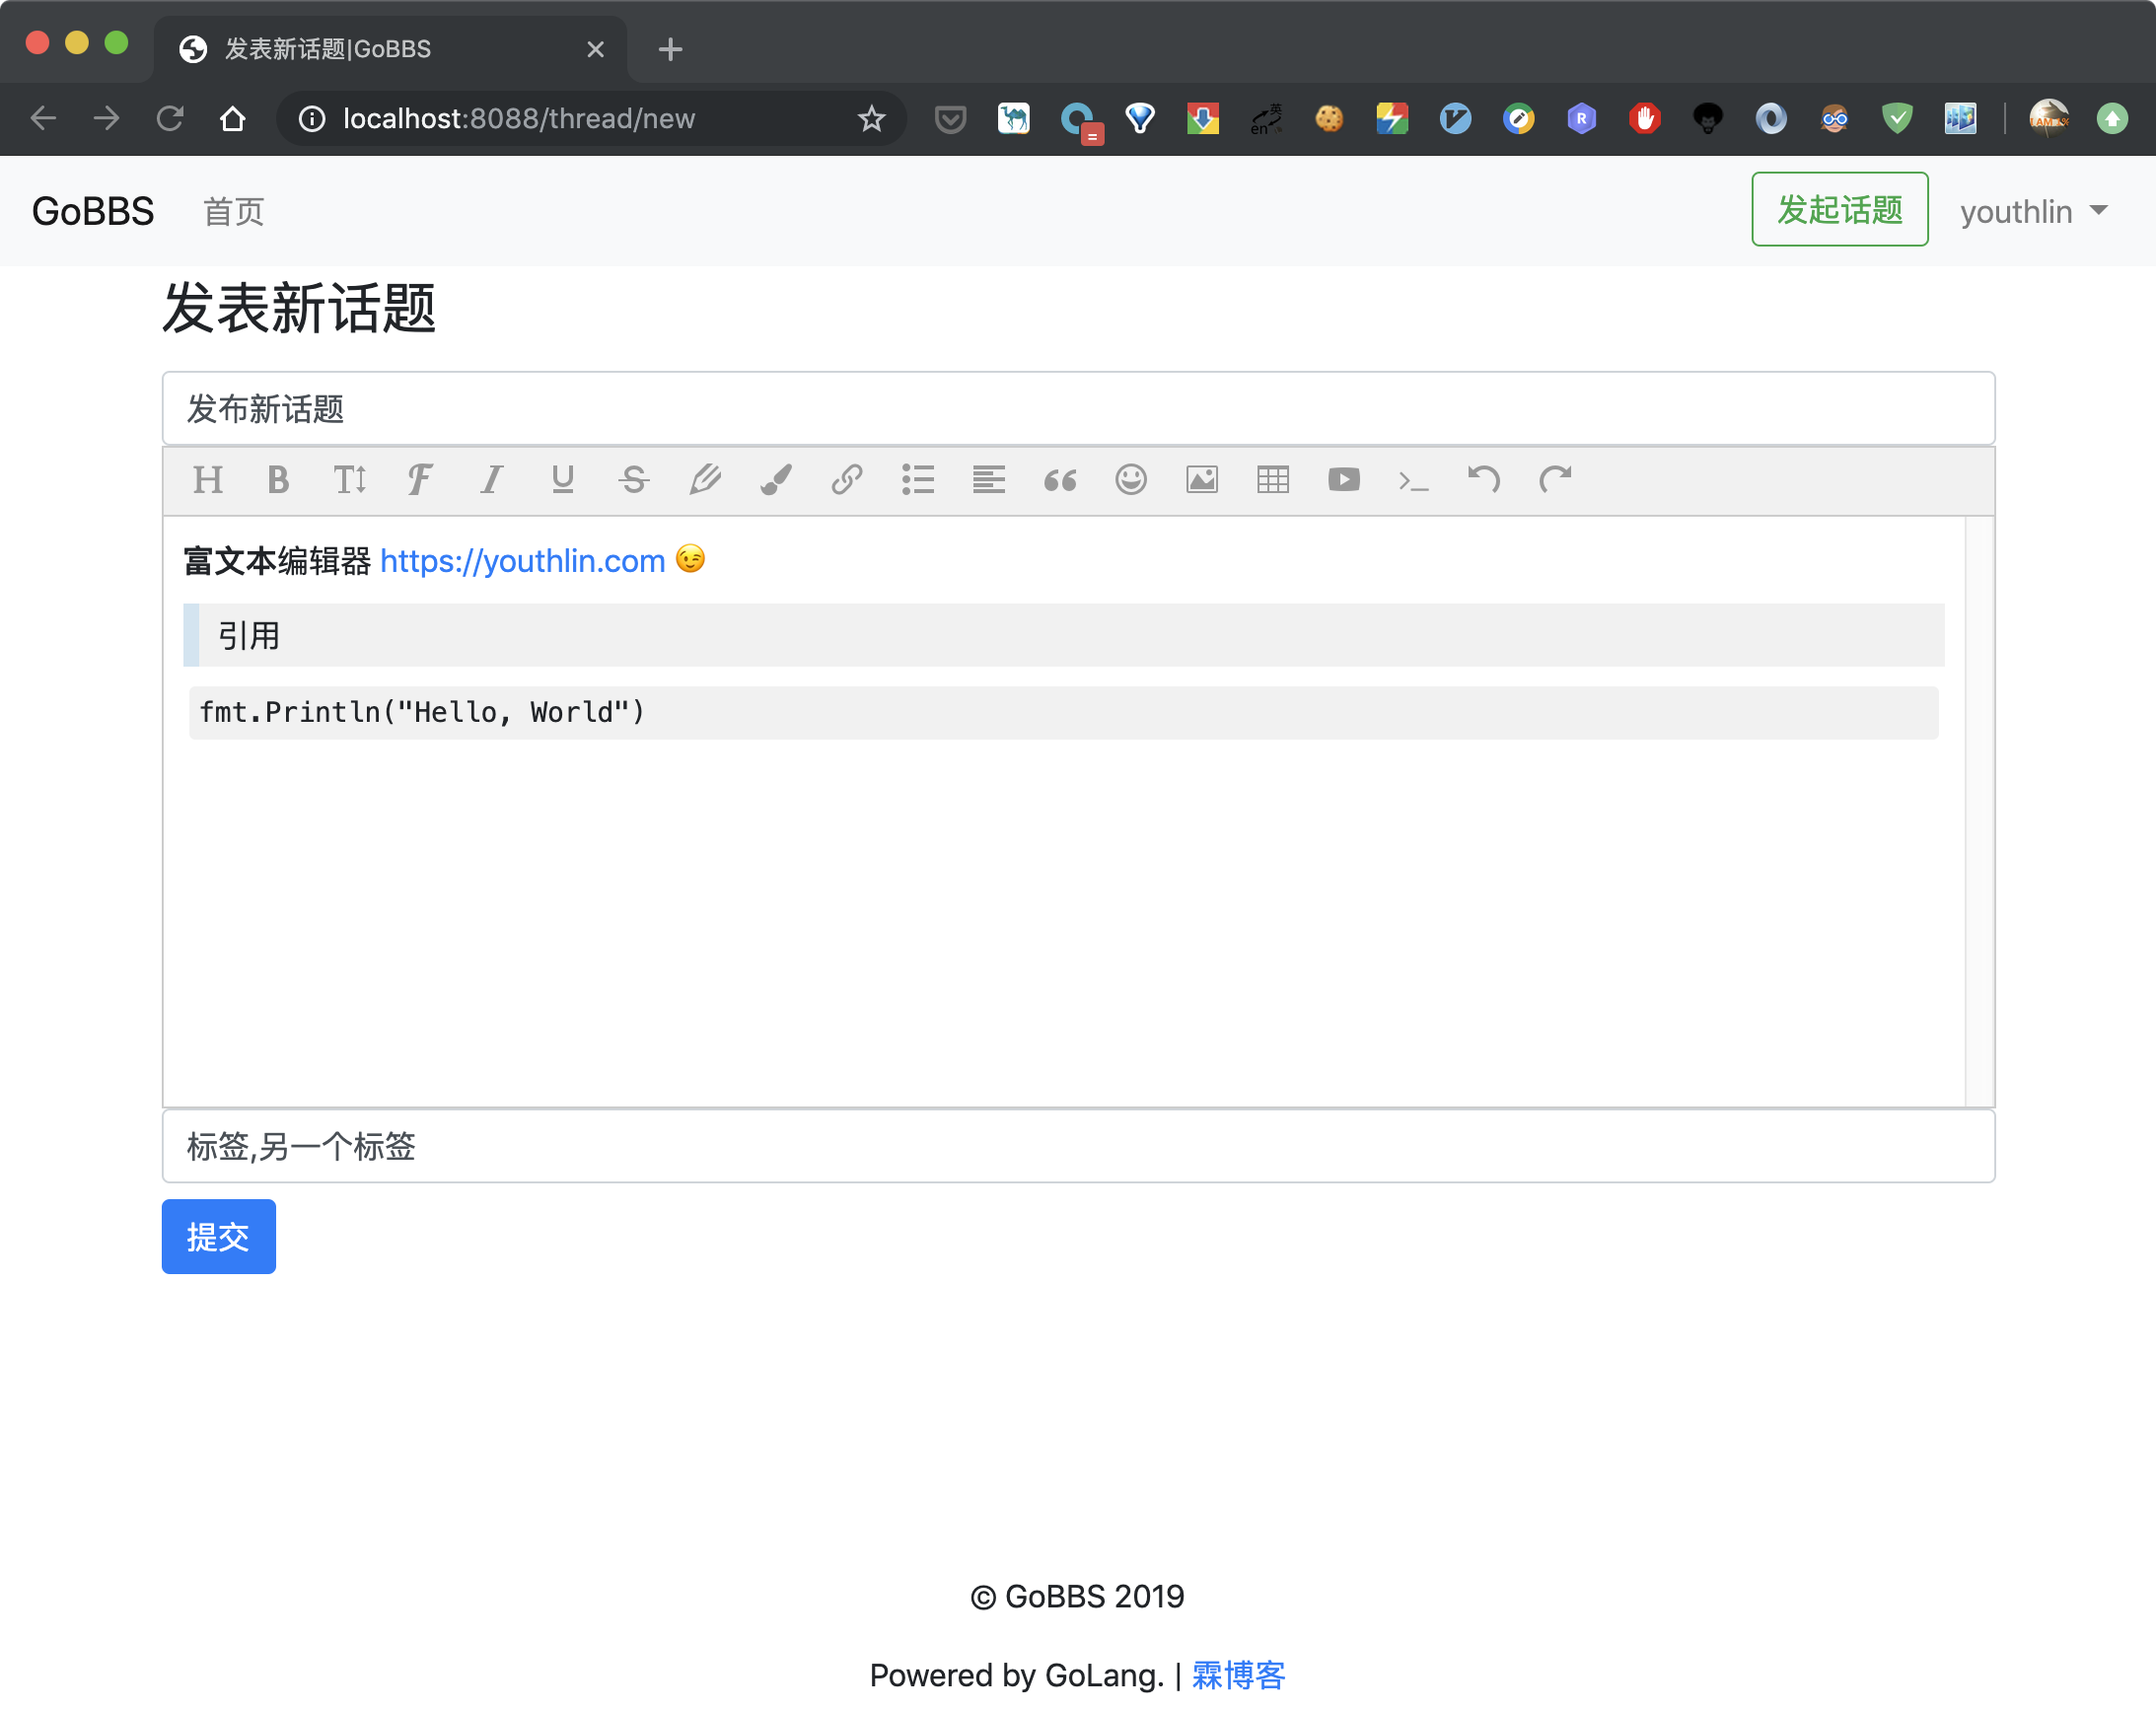 发表新话题|GoBBS
localhost:8088/thread/new
GoBBS 首页 发起话题 youthlin
发表新话题
发布新话题
富文本编辑器 https://youthlin.com 😉
引用
fmt.Println("Hello, World")
标签,另一个标签
提交
© GoBBS 2019
Powered by GoLang. | 霖博客